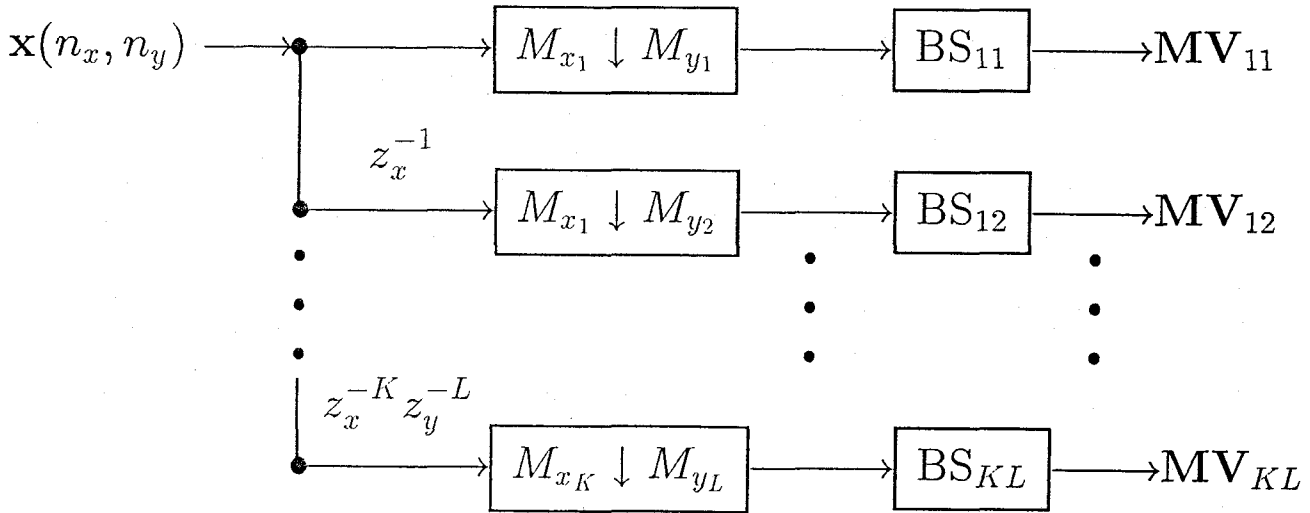 x(n_x, n_y) M_{x_1} ↓ M_{y_1} BS_{11} MV_{11}
z_x^{-1}
M_{x_1} ↓ M_{y_2} BS_{12} MV_{12}
z_x^{-K} z_y^{-L}
M_{x_K} ↓ M_{y_L} BS_{KL} MV_{KL}